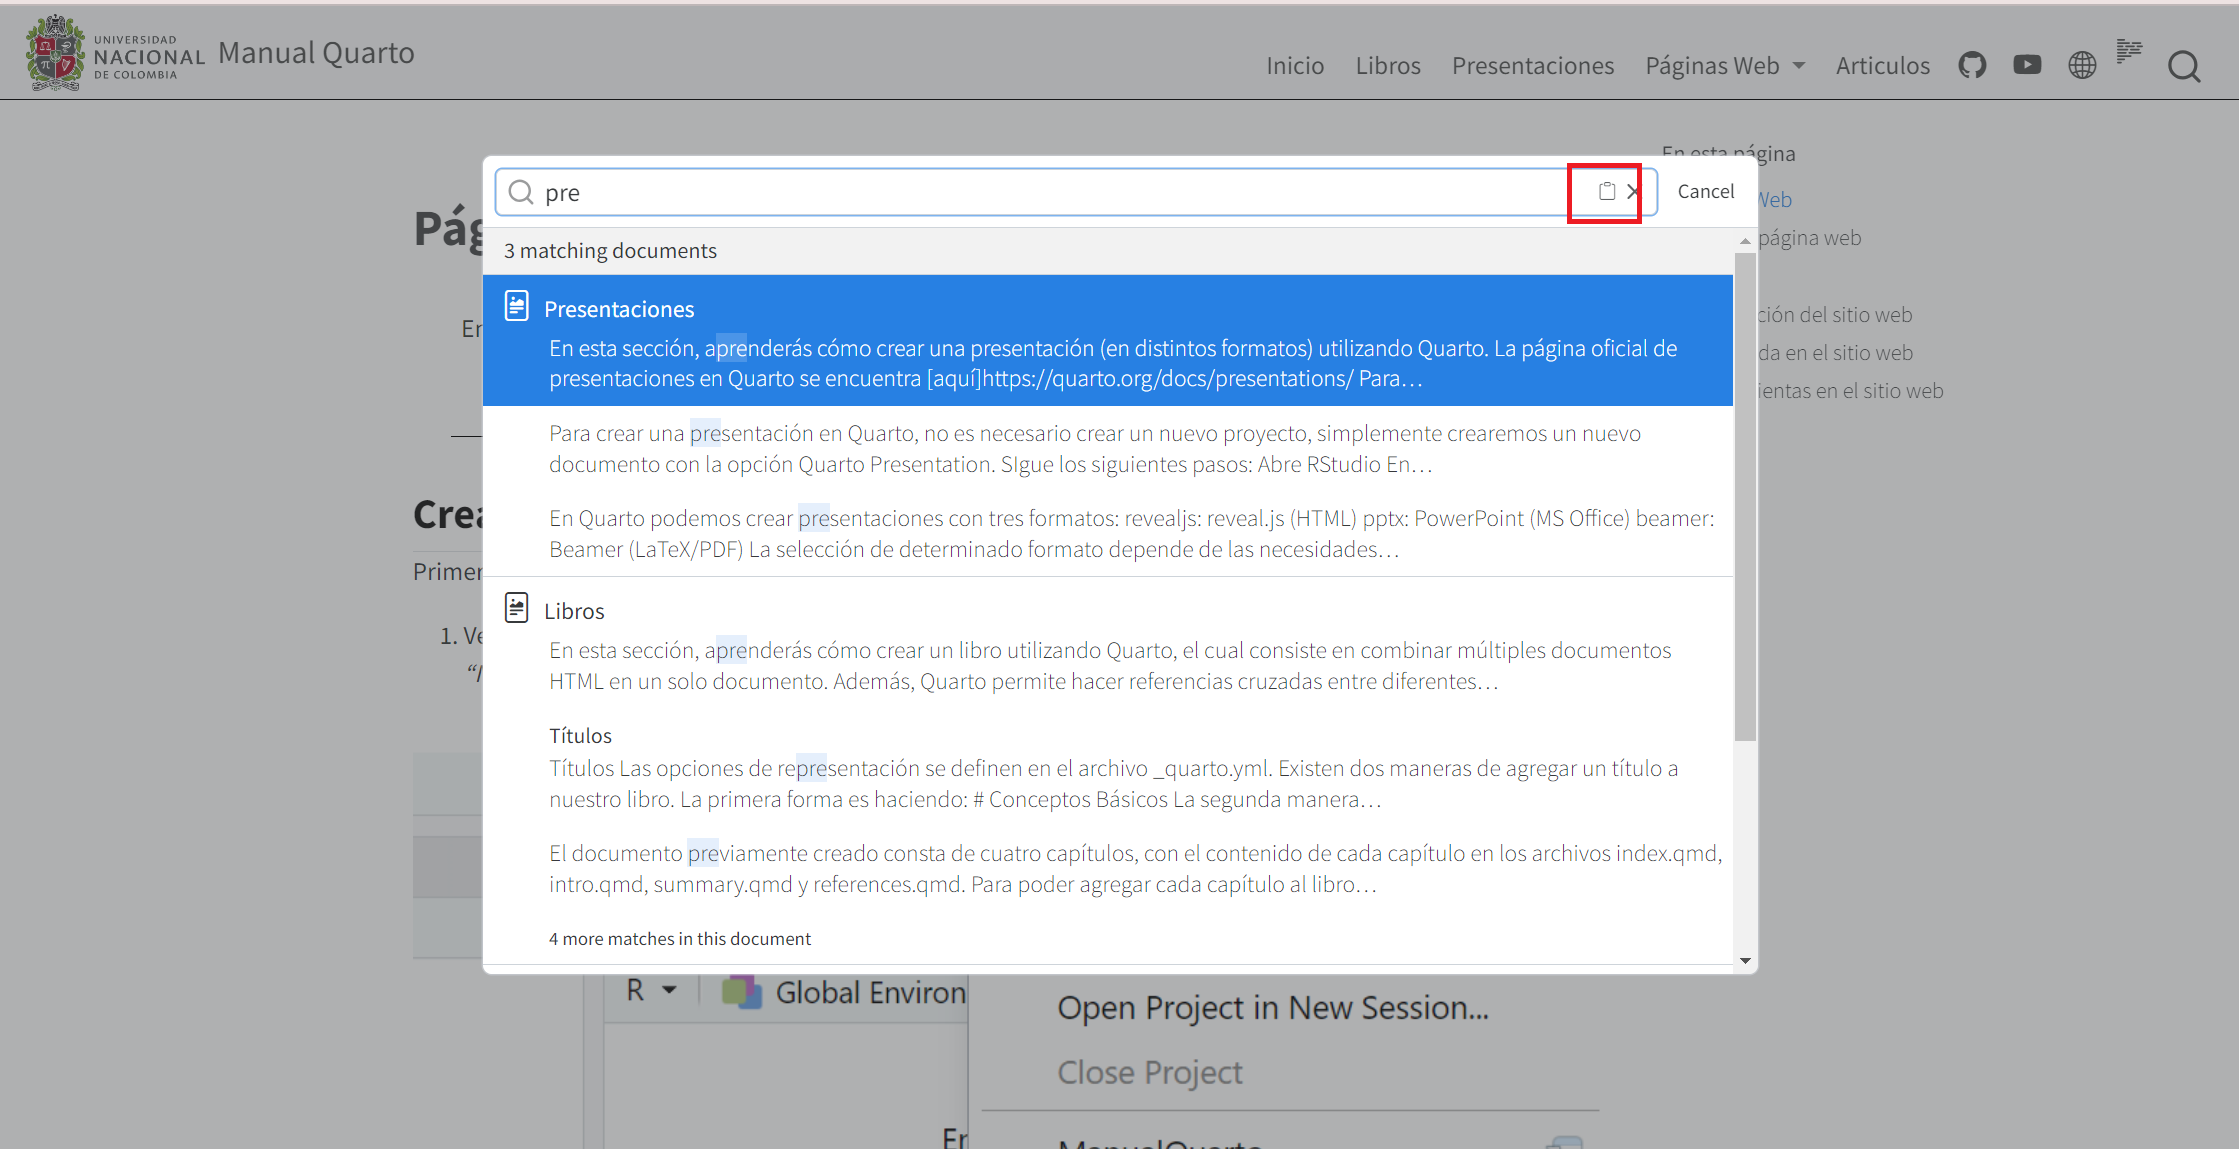 UNIVERSIDAD
NACIONAL
DE COLOMBIA
Manual Quarto
Inicio
Libros
Presentaciones
Páginas Web
Articulos
En esta página
pre
Cancel
Web
Pág
página web
3 matching documents
Presentaciones
En esta sección, aprenderás cómo crear una presentación (en distintos formatos) utilizando Quarto. La página oficial de
presentaciones en Quarto se encuentra [aquí]https://quarto.org/docs/presentations/ Para…
ción del sitio web
da en el sitio web
ientas en el sitio web
Para crear una presentación en Quarto, no es necesario crear un nuevo proyecto, simplemente crearemos un nuevo
documento con la opción Quarto Presentation. SIgue los siguientes pasos: Abre RStudio En…
En Quarto podemos crear presentaciones con tres formatos: revealjs: reveal.js (HTML) pptx: PowerPoint (MS Office) beamer:
Beamer (LaTeX/PDF) La selección de determinado formato depende de las necesidades…
Crea
Primer
Libros
1. Ve
En esta sección, aprenderás cómo crear un libro utilizando Quarto, el cual consiste en combinar múltiples documentos
HTML en un solo documento. Además, Quarto permite hacer referencias cruzadas entre diferentes…
Títulos
Títulos Las opciones de representación se definen en el archivo _quarto.yml. Existen dos maneras de agregar un título a
nuestro libro. La primera forma es haciendo: # Conceptos Básicos La segunda manera…
El documento previamente creado consta de cuatro capítulos, con el contenido de cada capítulo en los archivos index.qmd,
intro.qmd, summary.qmd y references.qmd. Para poder agregar cada capítulo al libro…
4 more matches in this document
R
Global Environ
Open Project in New Session...
Close Project
ManualQuarto